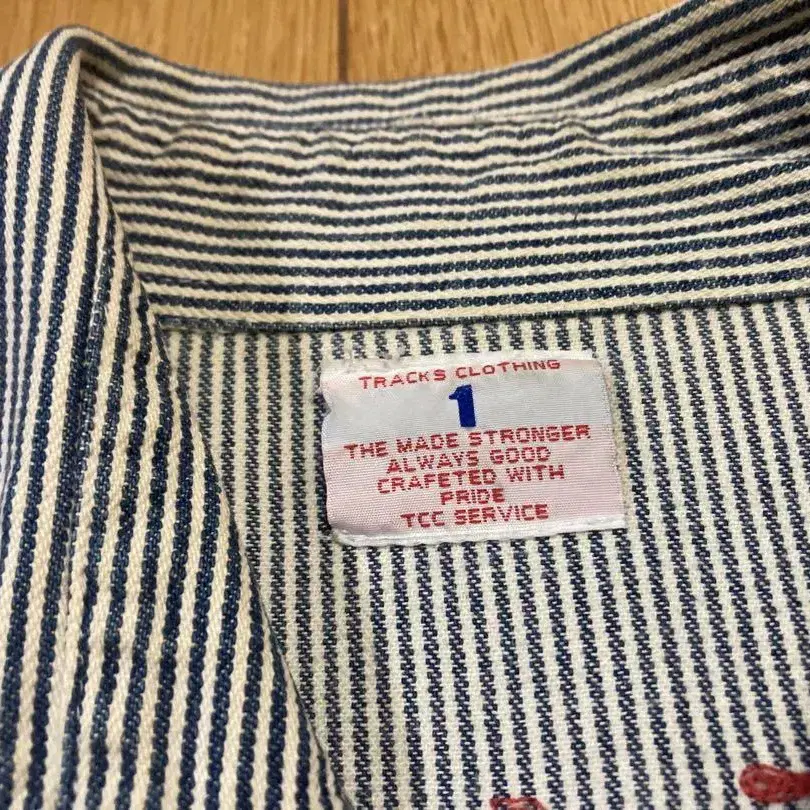 TRACKS CLOTHING
1
THE MADE STRONGER
ALWAYS GOOD
CRAFETED WITH
PRIDE
TCC SERVICE